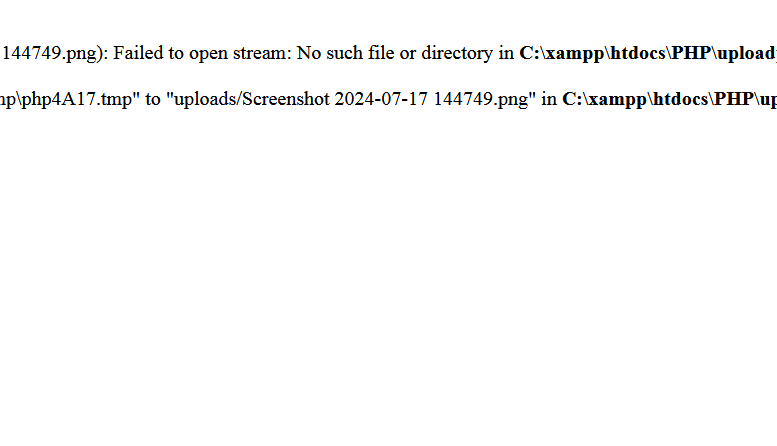 144749.png): Failed to open stream: No such file or directory in C:\xampp\htdocs\PHP\upload
\php4A17.tmp" to "uploads/Screenshot 2024-07-17 144749.png" in C:\xampp\htdocs\PHP\up